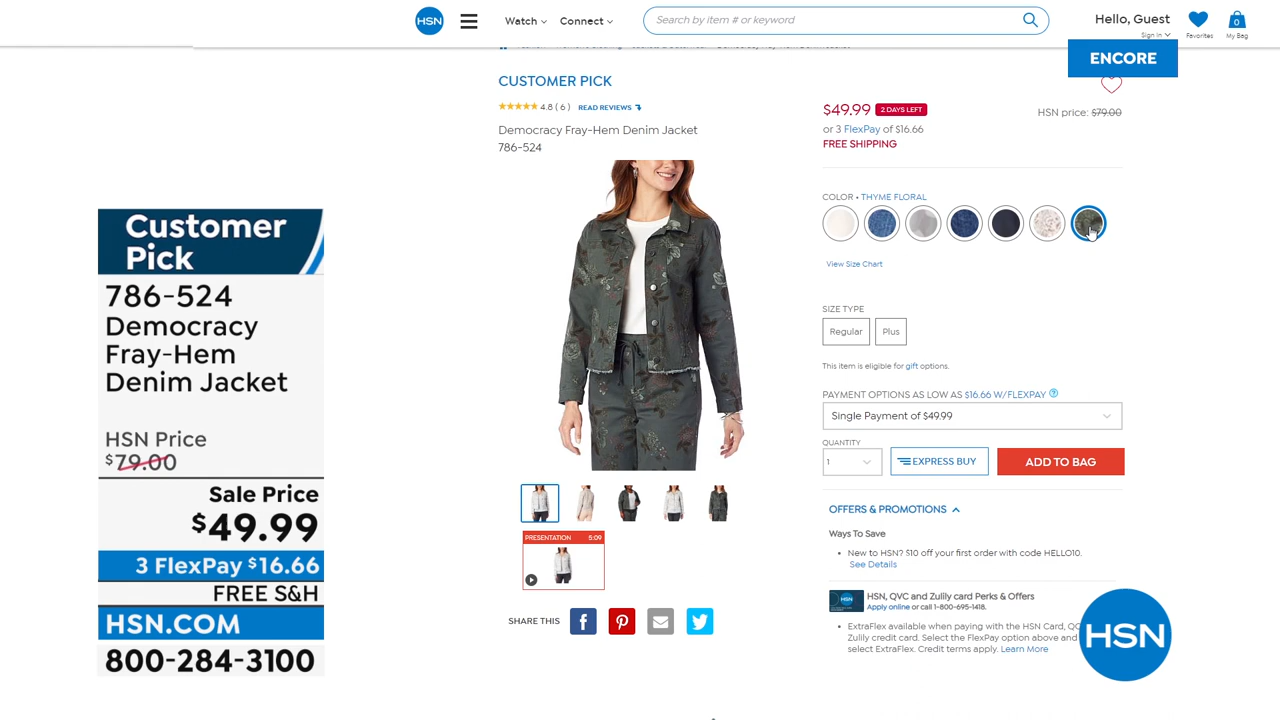 HSN
Watch
Connect
Search by item # or keyword
Hello, Guest
Sign In
Favorites
0
My Bag
ENCORE
CUSTOMER PICK
4.8 ( 6 ) READ REVIEWS
Democracy Fray-Hem Denim Jacket
786-524
$49.99 2 DAYS LEFT
HSN price: $79.00
or 3 FlexPay of $16.66
FREE SHIPPING
COLOR • THYME FLORAL
View Size Chart
SIZE TYPE
Regular Plus
This item is eligible for gift options.
PAYMENT OPTIONS AS LOW AS $16.66 W/FLEXPAY
Single Payment of $49.99
QUANTITY
1
EXPRESS BUY
ADD TO BAG
OFFERS & PROMOTIONS
Ways To Save
• New to HSN? $10 off your first order with code HELLO10.
See Details
HSN, QVC and Zulily card Perks & Offers
Apply online or call 1-800-695-1418.
• ExtraFlex available when paying with the HSN Card,
Zulily credit card. Select the FlexPay option above and
select ExtraFlex. Credit terms apply. Learn More
PRESENTATION 5:09
SHARE THIS
Customer
Pick
786-524
Democracy
Fray-Hem
Denim Jacket
HSN Price
$79.00
Sale Price
$49.99
3 FlexPay $16.66
FREE S&H
HSN.COM
800-284-3100
HSN